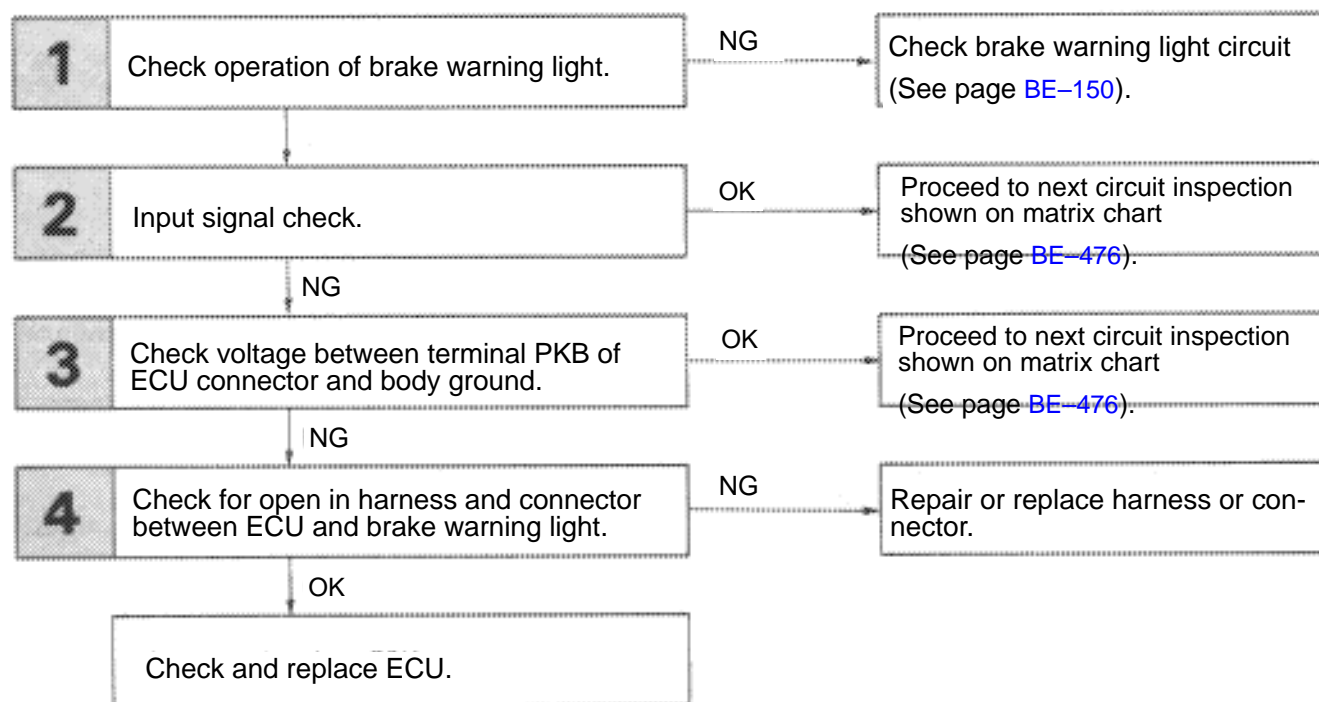 1
Check operation of brake warning light.
NG
Check brake warning light circuit
(See page BE–150).
2
Input signal check.
OK
Proceed to next circuit inspection
shown on matrix chart
(See page BE–476).
NG
3
Check voltage between terminal PKB of
ECU connector and body ground.
OK
Proceed to next circuit inspection
shown on matrix chart
(See page BE–476).
NG
4
Check for open in harness and connector
between ECU and brake warning light.
NG
Repair or replace harness or con-
nector.
OK
Check and replace ECU.